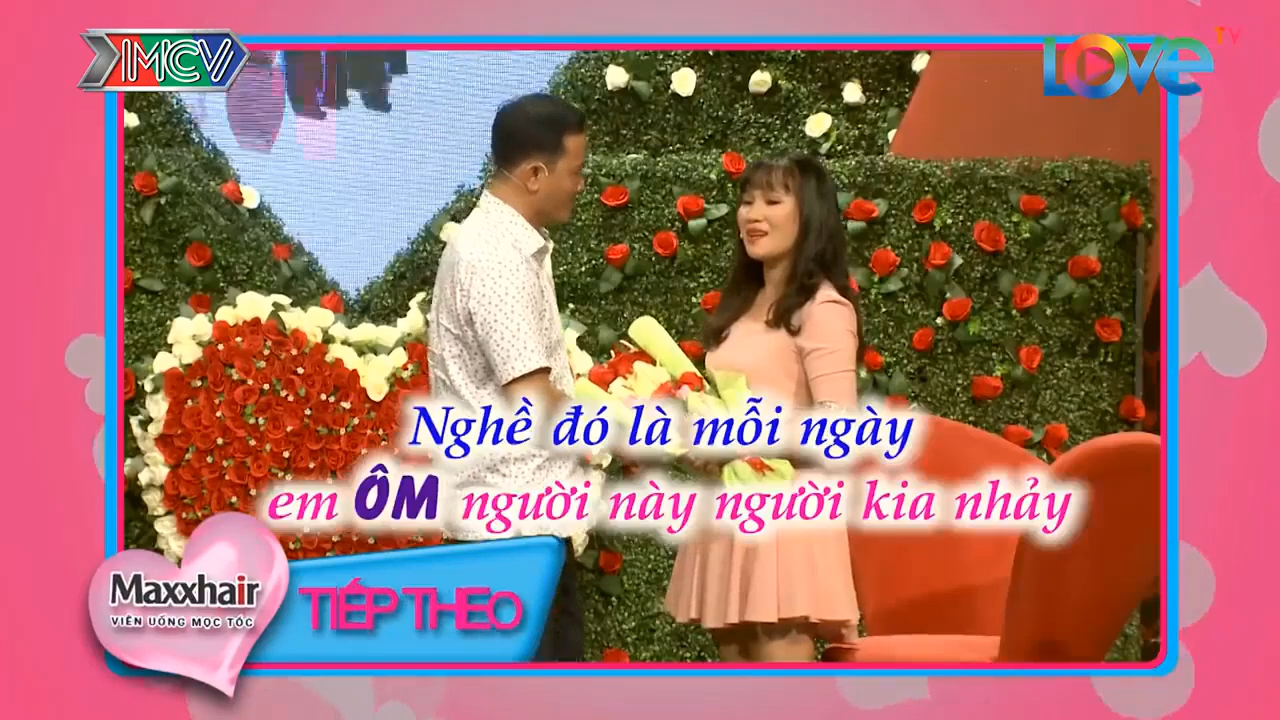 MCV
LOVE TV
Nghề đó là mỗi ngày
em ÔM người này người kia nhảy
Maxxhair
VIÊN UỐNG MỌC TÓC
TIẾP THEO